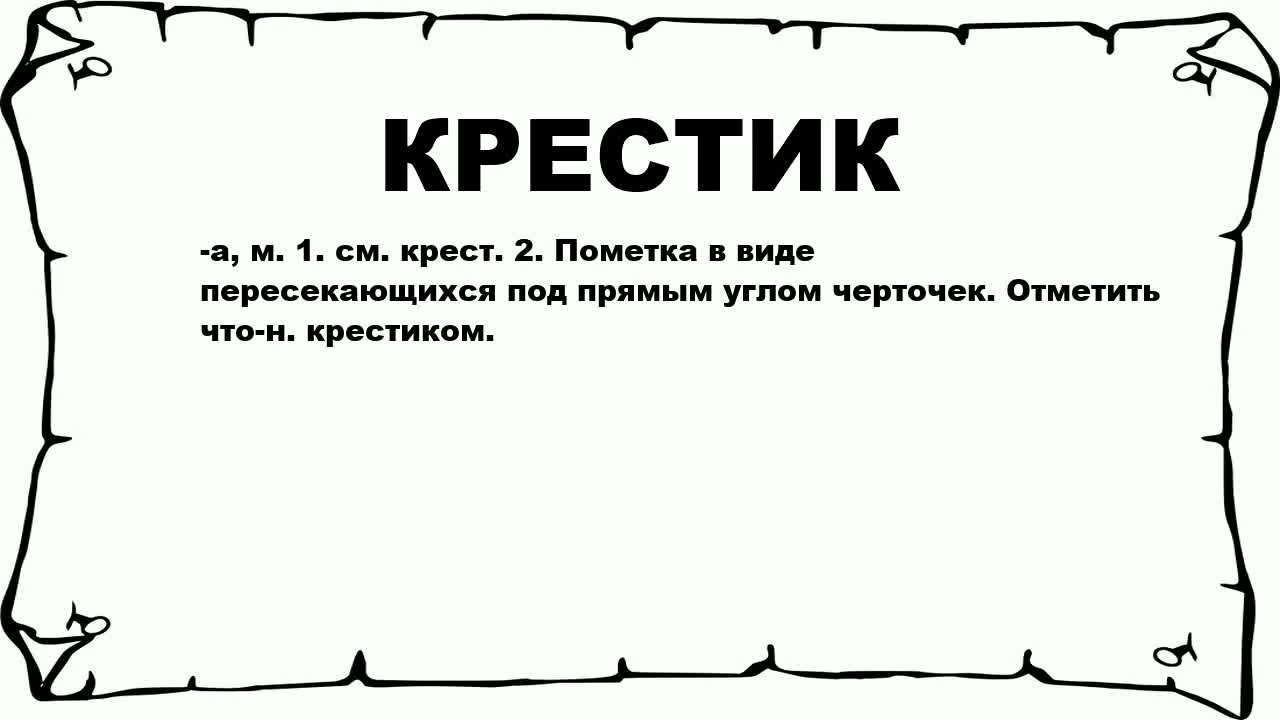 КРЕСТИК
-а, м. 1. см. крест. 2. Пометка в виде
пересекающихся под прямым углом черточек. Отметить
что-н. крестиком.